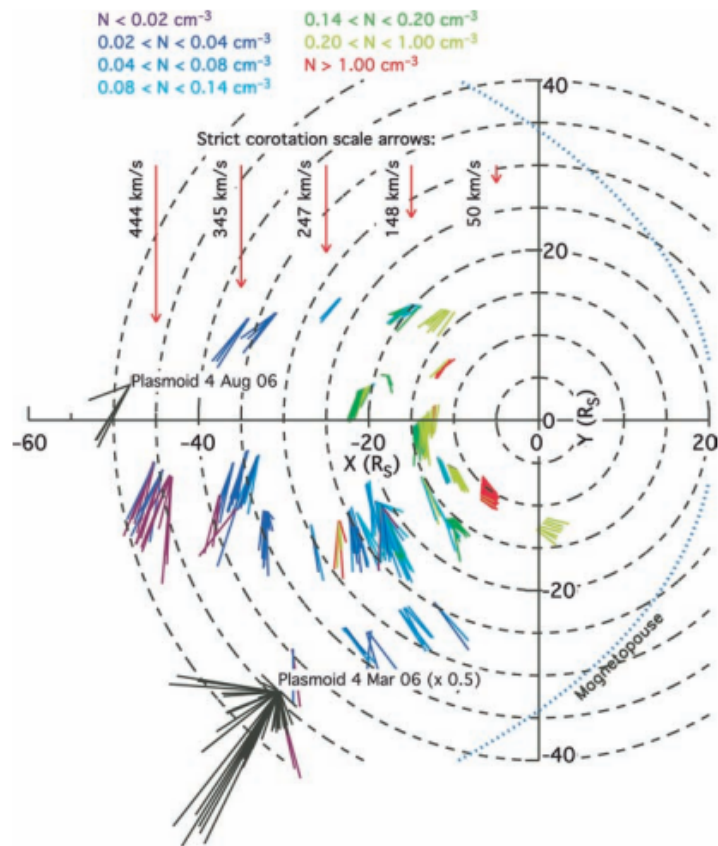 N < 0.02 cm⁻³
0.02 < N < 0.04 cm⁻³
0.04 < N < 0.08 cm⁻³
0.08 < N < 0.14 cm⁻³
0.14 < N < 0.20 cm⁻³
0.20 < N < 1.00 cm⁻³
N > 1.00 cm⁻³
40
Strict corotation scale arrows:
444 km/s
345 km/s
247 km/s
148 km/s
50 km/s
20
Plasmoid 4 Aug 06
-60
-40
-20
0
20
X (R_S)
0
Y (R_S)
-20
Plasmoid 4 Mar 06 (x 0.5)
Magnetopause
-40